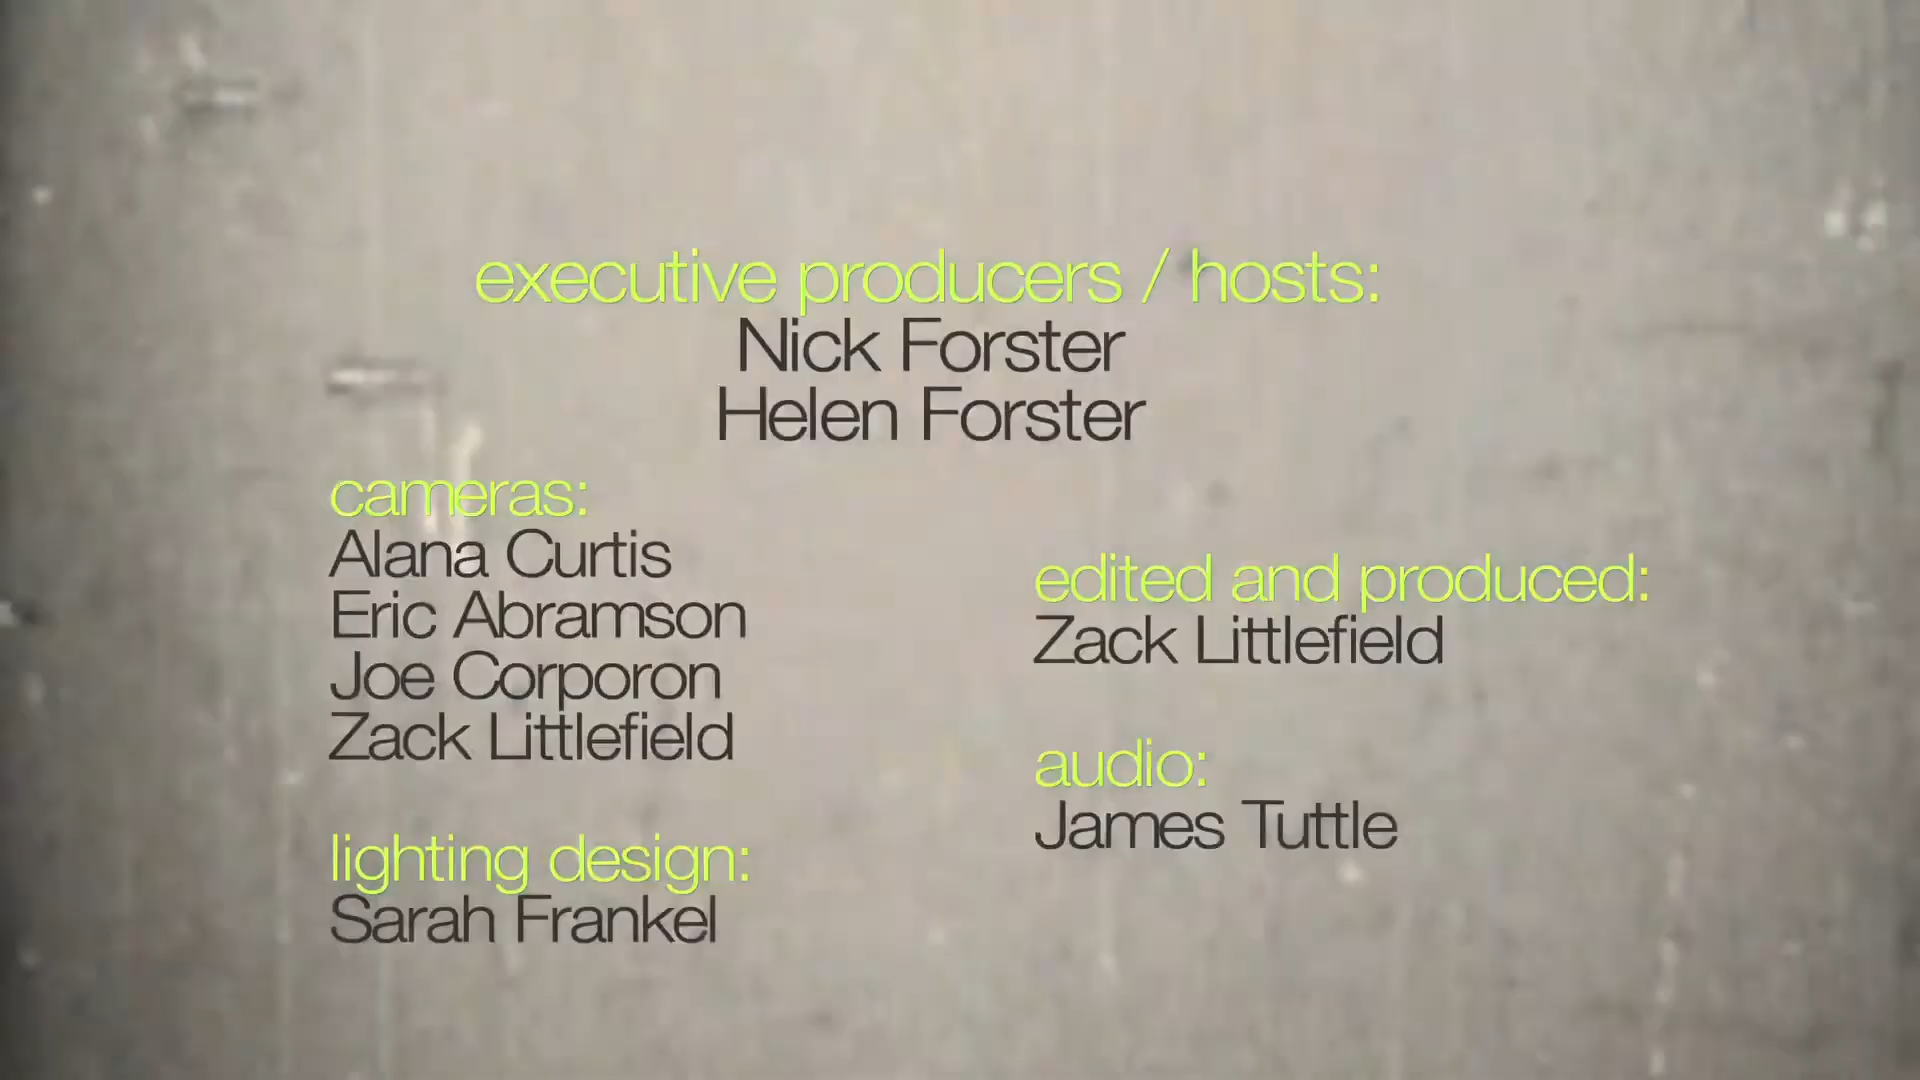 executive producers / hosts:
Nick Forster
Helen Forster
cameras:
Alana Curtis
Eric Abramson
Joe Corporon
Zack Littlefield
lighting design:
Sarah Frankel
edited and produced:
Zack Littlefield
audio:
James Tuttle